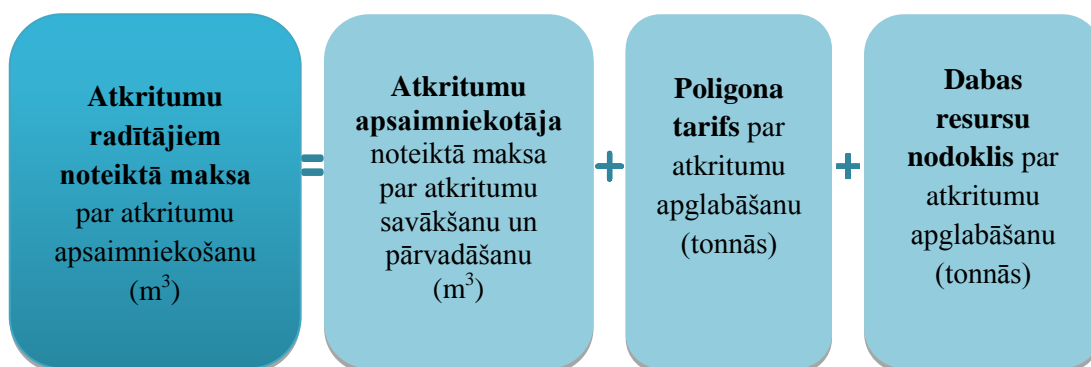 Atkritumu
radītājiem
noteiktā maksa
par atkritumu
apsaimniekošanu
(m³)
=
Atkritumu
apsaimniekotāja
noteiktā maksa
par atkritumu
savākšanu un
pārvadāšanu
(m³)
+
Poligona
tarifs par
atkritumu
apglabāšanu
(tonnās)
+
Dabas
resursu
nodoklis par
atkritumu
apglabāšanu
(tonnās)